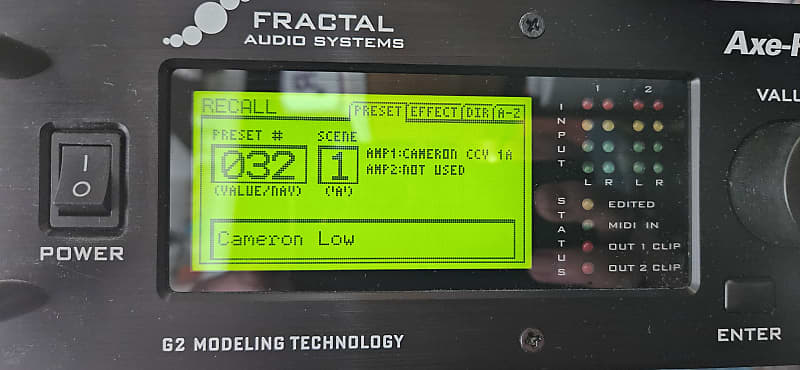 FRACTAL
AUDIO SYSTEMS
Axe-F
VALU
RECALL
PRESET EFFECT DIR A-Z
PRESET # SCENE
032 1
AMP1:CAMERON CCV 1A
AMP2:NOT USED
(VALUE/NAV) ('A')
Cameron Low
1 2
INPUT
L R L R
STATUS
EDITED
MIDI IN
OUT 1 CLIP
OUT 2 CLIP
I
O
POWER
ENTER
G2 MODELING TECHNOLOGY